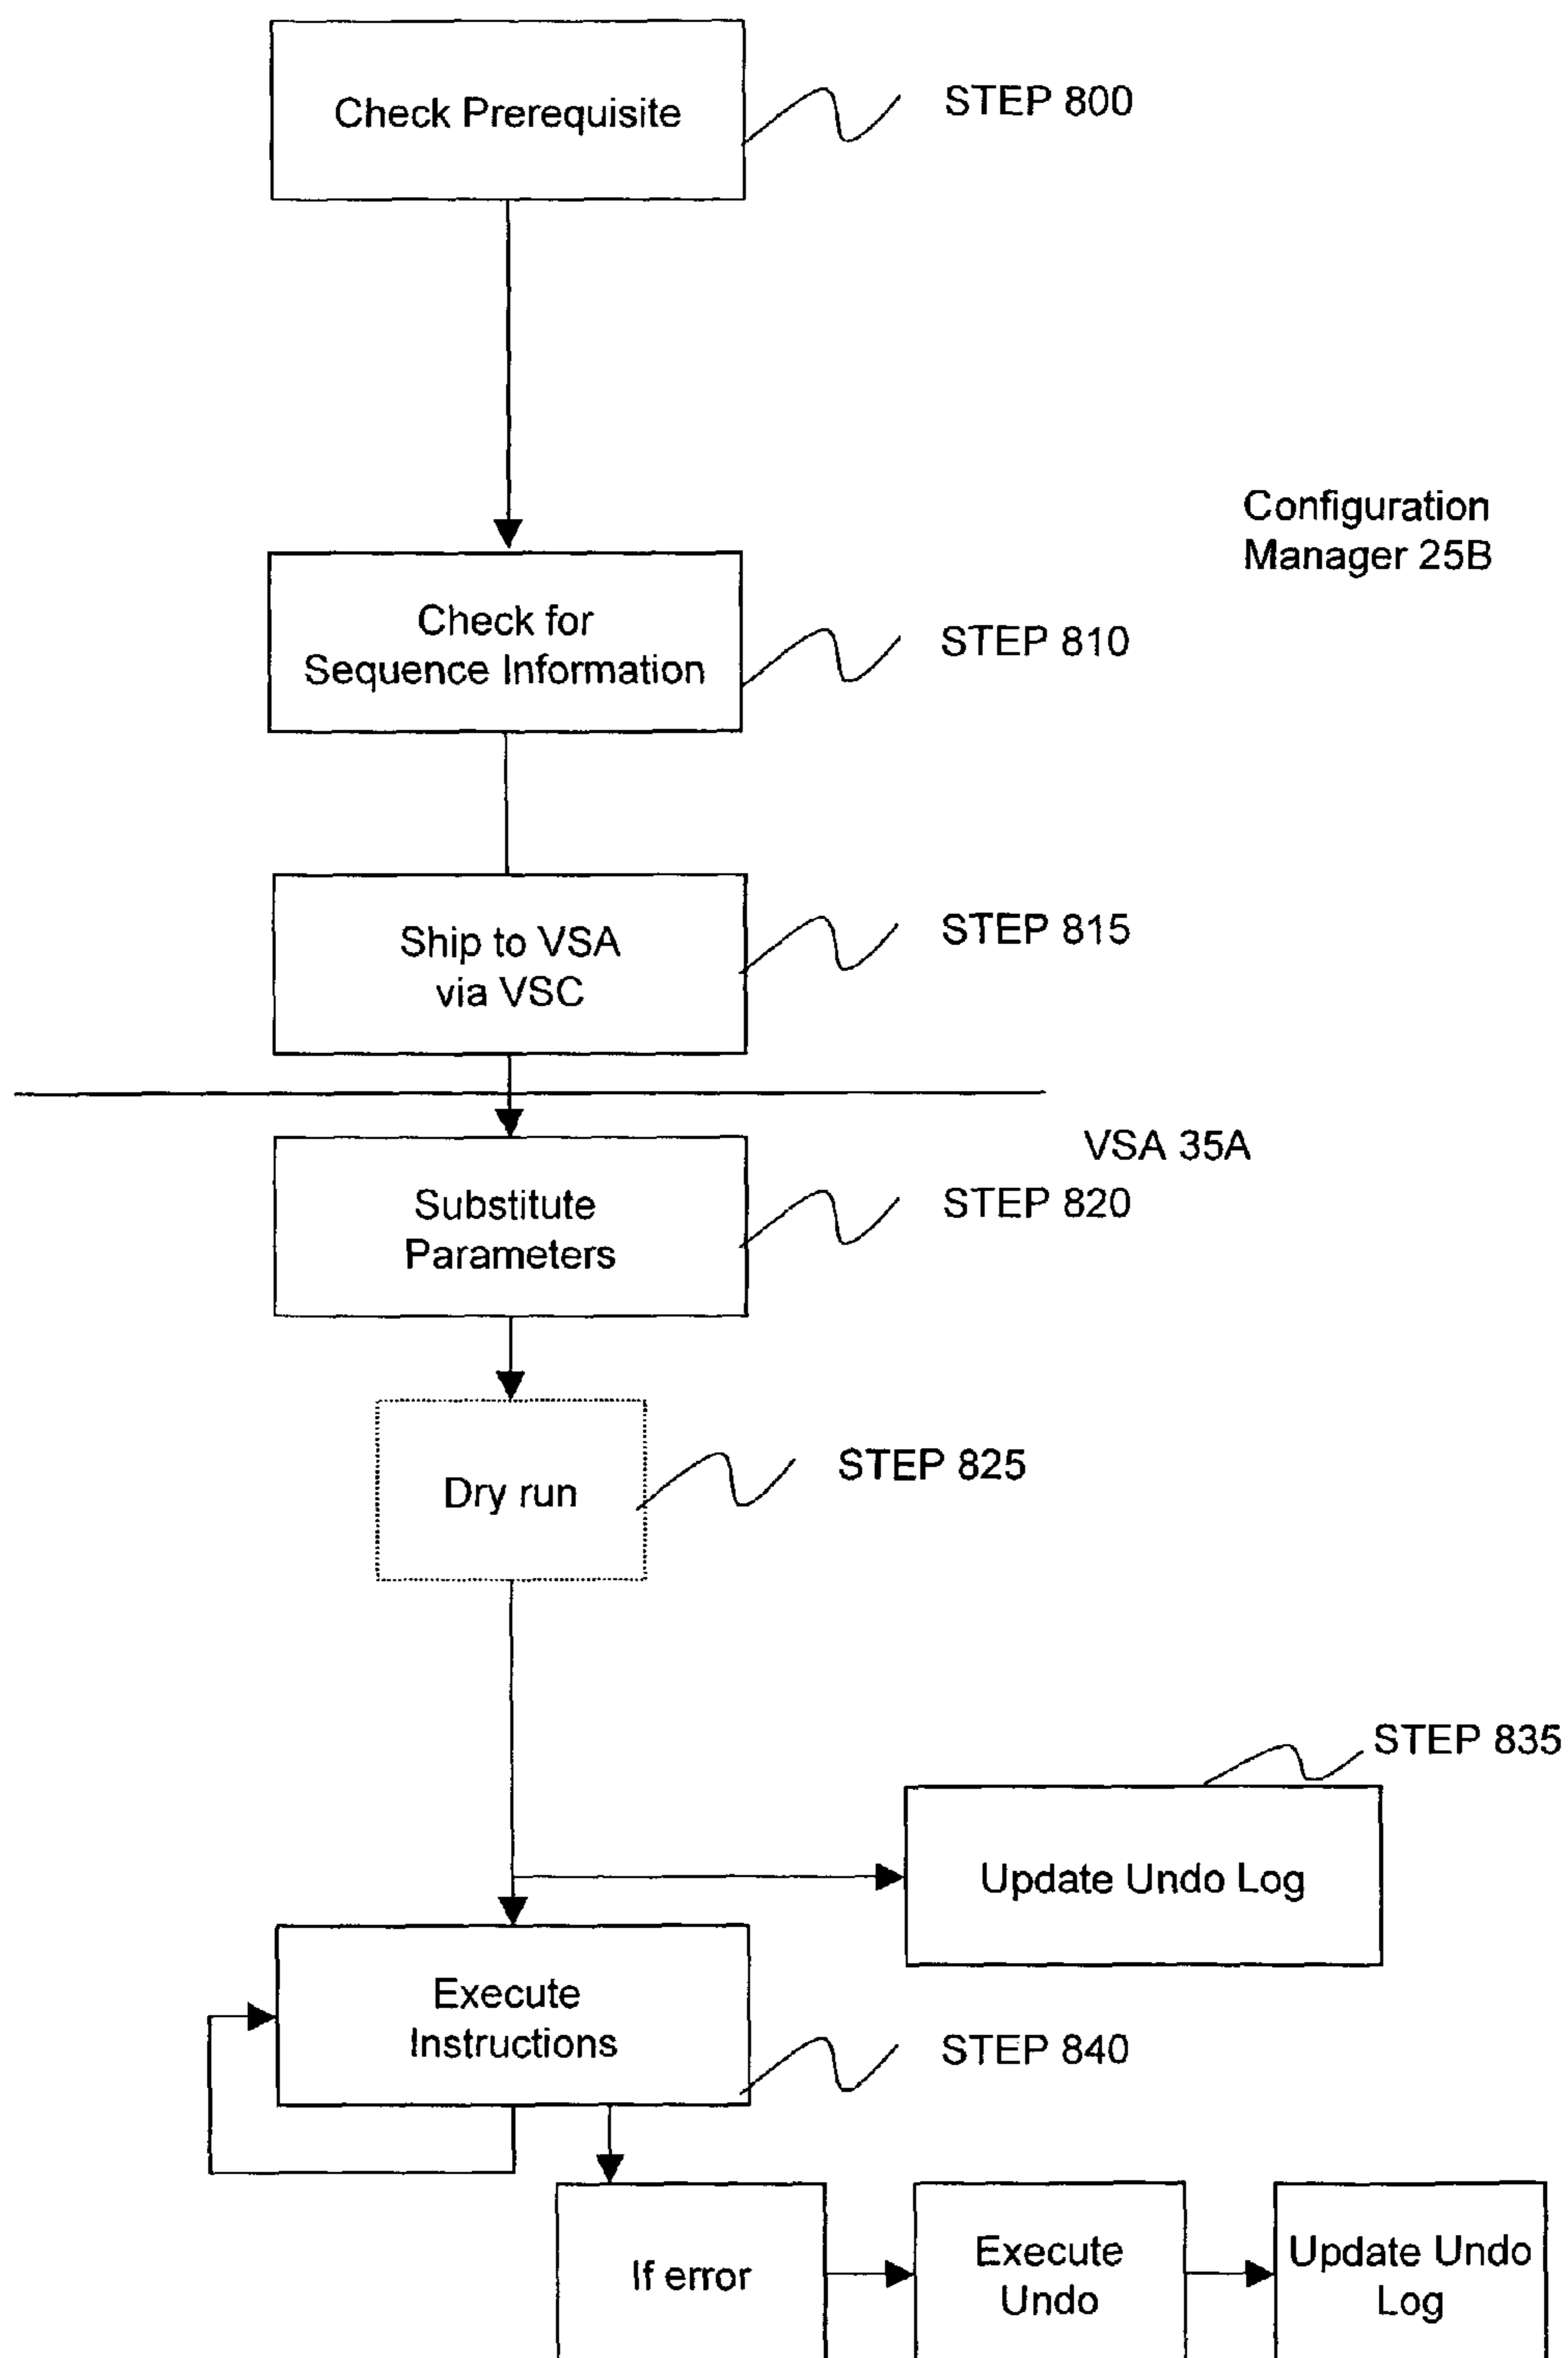 Check Prerequisite
STEP 800
Configuration
Manager 25B
Check for
Sequence Information
STEP 810
Ship to VSA
via VSC
STEP 815
VSA 35A
Substitute
Parameters
STEP 820
Dry run
STEP 825
STEP 835
Update Undo Log
Execute
Instructions
STEP 840
If error
Execute
Undo
Update Undo
Log